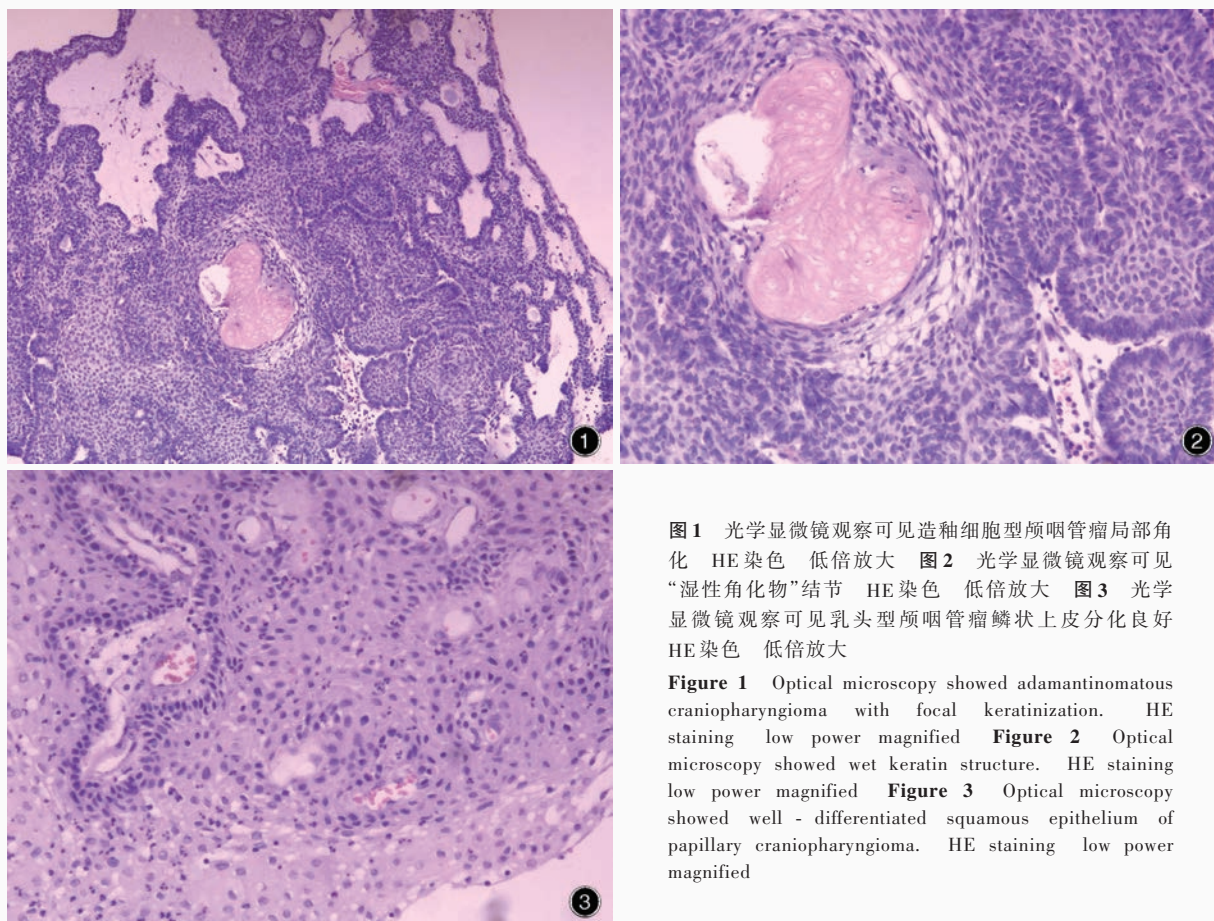 1
2
3
图1 光学显微镜观察可见造釉细胞型颅咽管瘤局部角
化 HE染色 低倍放大 图2 光学显微镜观察可见
“湿性角化物”结节 HE染色 低倍放大 图3 光学
显微镜观察可见乳头型颅咽管瘤鳞状上皮分化良好
HE染色 低倍放大
Figure 1 Optical microscopy showed adamantinomatous
craniopharyngioma with focal keratinization. HE
staining low power magnified Figure 2 Optical
microscopy showed wet keratin structure. HE staining
low power magnified Figure 3 Optical microscopy
showed well - differentiated squamous epithelium of
papillary craniopharyngioma. HE staining low power
magnified